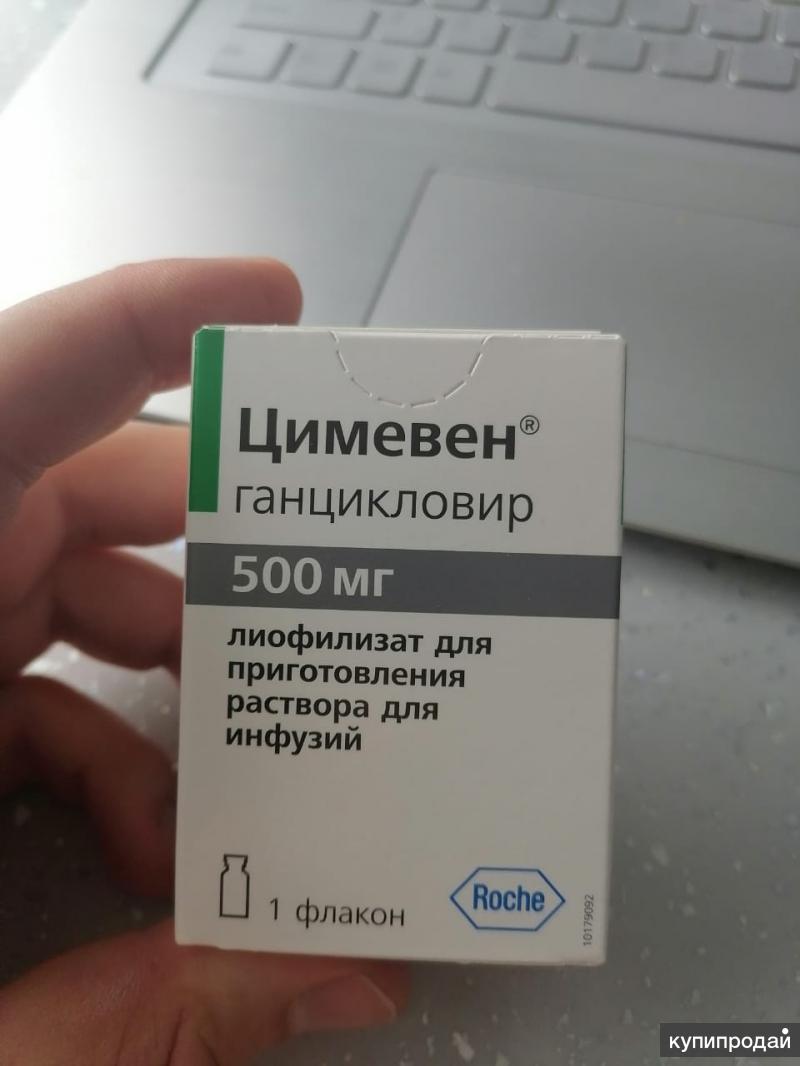 Цимевен®
ганцикловир
500 мг
лиофилизат для
приготовления
раствора для
инфузий
1 флакон
Roche
10179092
купипродай